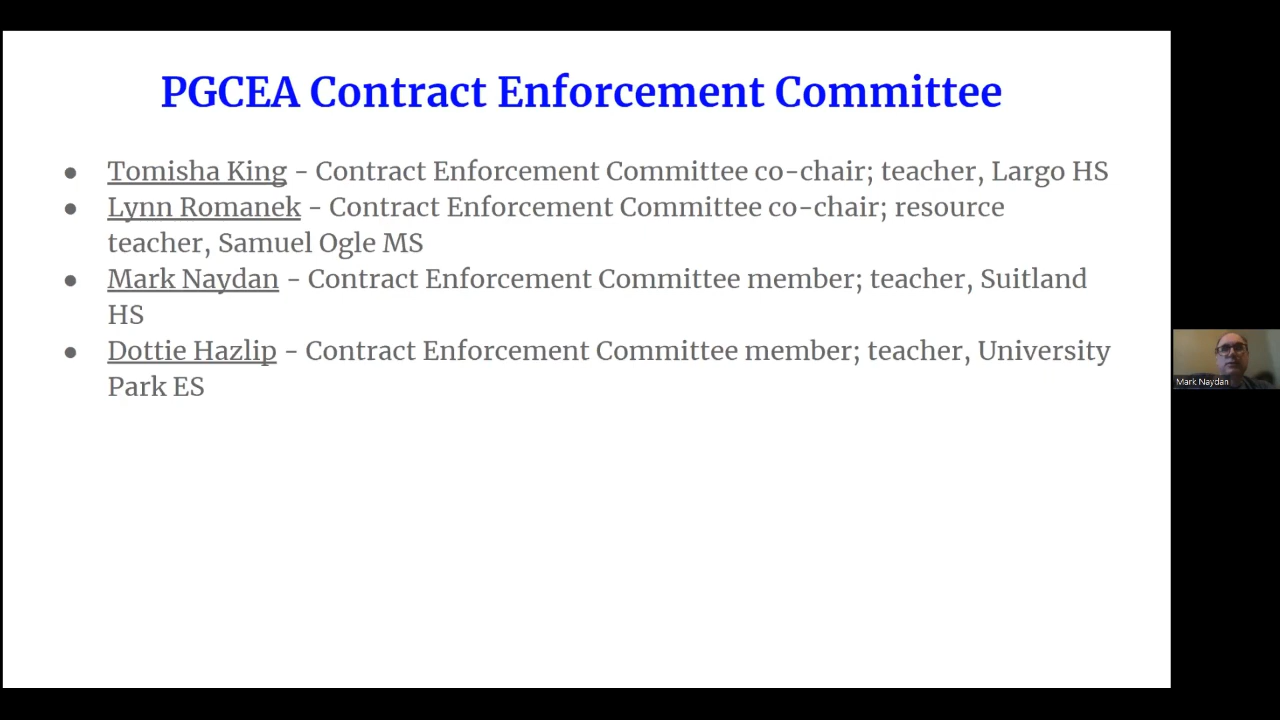 PGCEA Contract Enforcement Committee
● Tomisha King - Contract Enforcement Committee co-chair; teacher, Largo HS
● Lynn Romanek - Contract Enforcement Committee co-chair; resource
teacher, Samuel Ogle MS
● Mark Naydan - Contract Enforcement Committee member; teacher, Suitland
HS
● Dottie Hazlip - Contract Enforcement Committee member; teacher, University
Park ES
Mark Naydan